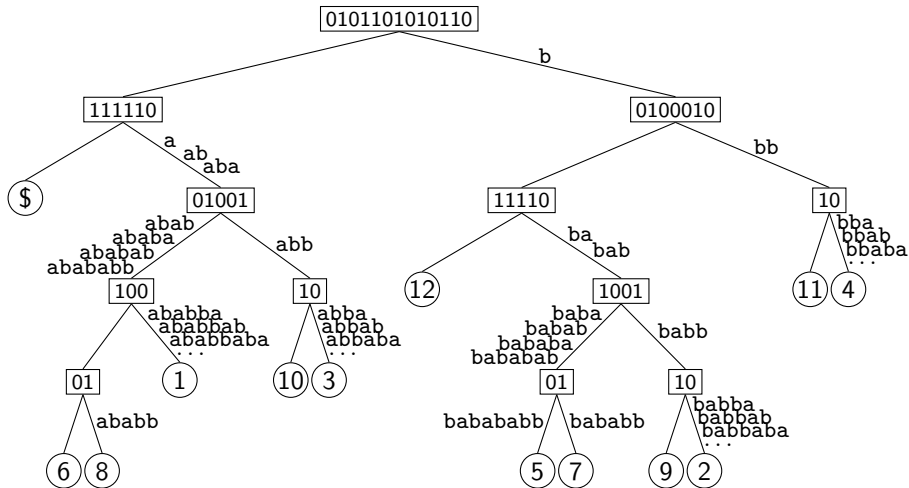 0101101010110
b
111110
0100010
a
ab
aba
bb
$
01001
11110
10
abab
ababa
ababab
abababb
abb
ba
bab
bba
bbab
bbaba
...
100
10
12
1001
11
4
ababba
ababbab
ababbaba
...
abba
abbab
abbaba
...
baba
babab
bababa
bababab
babb
01
1
10
3
01
10
ababb
babababb
bababb
babba
babbab
babbaba
...
6
8
5
7
9
2